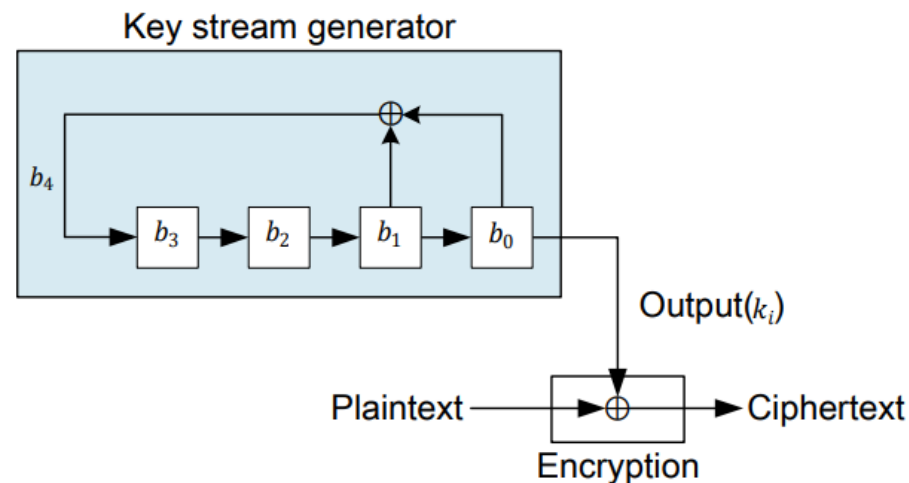 Key stream generator
b₄
b₃ b₂ b₁ b₀
Output(kᵢ)
Plaintext Ciphertext
Encryption